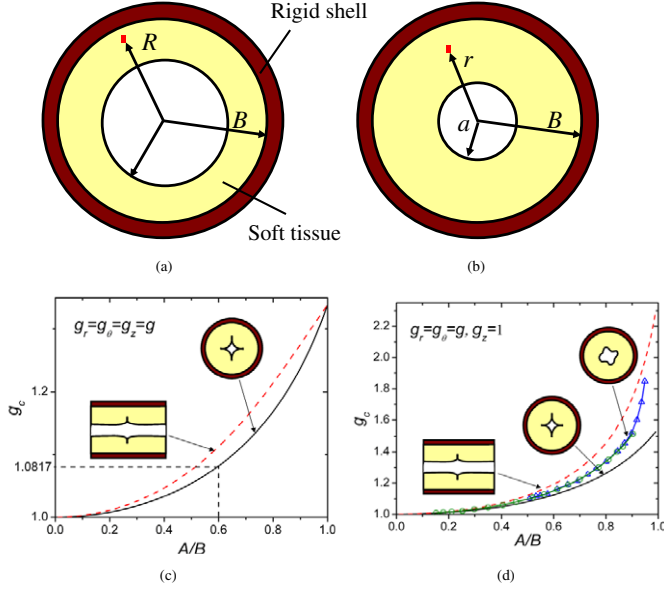 Rigid shell
R
B
r
a
B
Soft tissue
(a)
(b)
g_r=g_θ=g_z=g
g_c
1.2
1.0817
1.0
0.0 0.2 0.4 0.6 0.8 1.0
A/B
(c)
g_r=g_θ=g, g_z=1
g_c
2.2
2.0
1.8
1.6
1.4
1.2
1.0
0.0 0.2 0.4 0.6 0.8 1.0
A/B
(d)